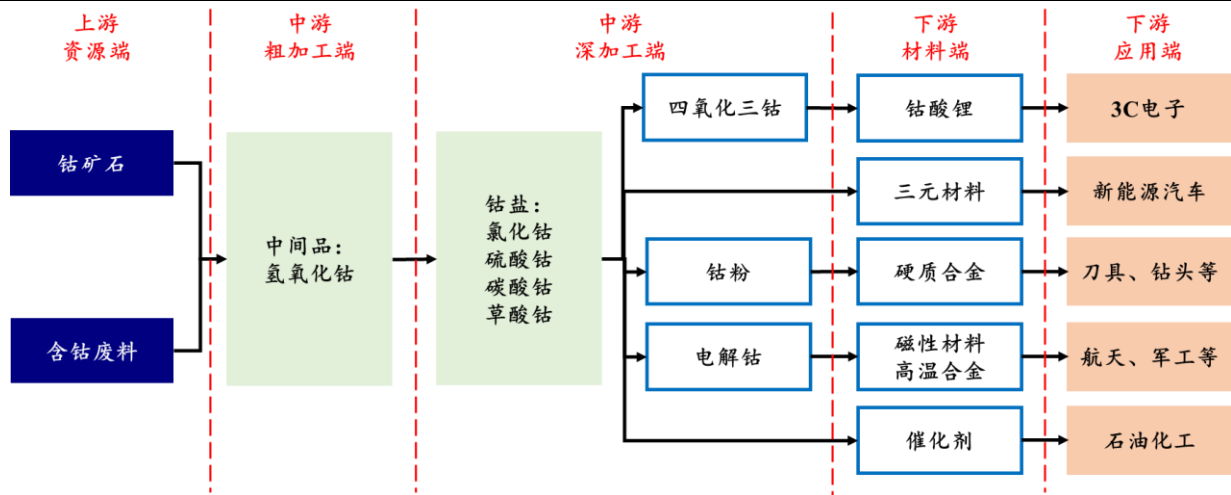 上游
资源端
中游
粗加工端
中游
深加工端
下游
材料端
下游
应用端
钴矿石
含钴废料
中间品：
氢氧化钴
钴盐：
氯化钴
硫酸钴
碳酸钴
草酸钴
四氧化三钴
钴酸锂
3C电子
三元材料
新能源汽车
钴粉
硬质合金
刀具、钻头等
电解钴
磁性材料
高温合金
航天、军工等
催化剂
石油化工